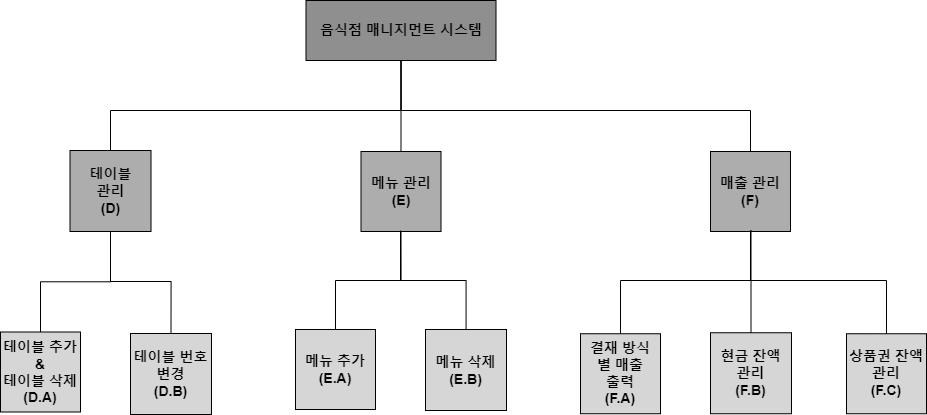 음식점 매니지먼트 시스템
테이블
관리
(D)
메뉴 관리
(E)
매출 관리
(F)
테이블 추가
&
테이블 삭제
(D.A)
테이블 번호
변경
(D.B)
메뉴 추가
(E.A)
메뉴 삭제
(E.B)
결재 방식
별 매출
출력
(F.A)
현금 잔액
관리
(F.B)
상품권 잔액
관리
(F.C)